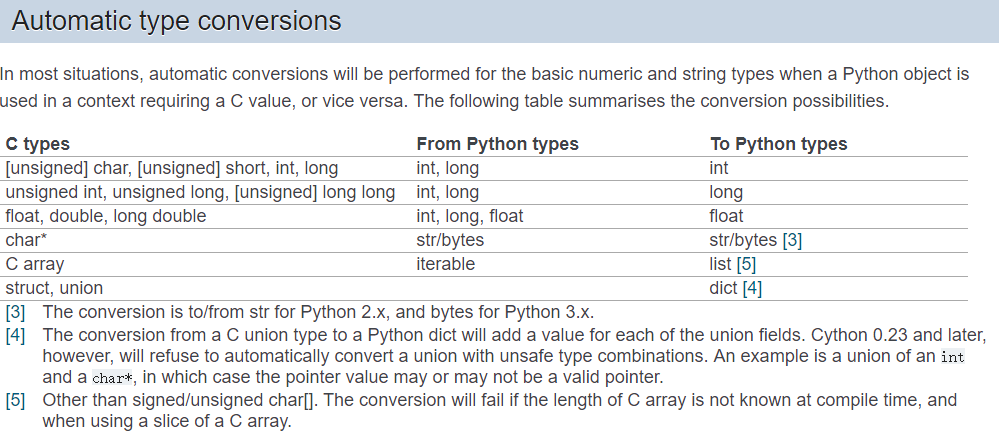 Automatic type conversions
In most situations, automatic conversions will be performed for the basic numeric and string types when a Python object is
used in a context requiring a C value, or vice versa. The following table summarises the conversion possibilities.
C types From Python types To Python types
[unsigned] char, [unsigned] short, int, long int, long int
unsigned int, unsigned long, [unsigned] long long int, long long
float, double, long double int, long, float float
char* str/bytes str/bytes [3]
C array iterable list [5]
struct, union dict [4]
[3] The conversion is to/from str for Python 2.x, and bytes for Python 3.x.
[4] The conversion from a C union type to a Python dict will add a value for each of the union fields. Cython 0.23 and later,
however, will refuse to automatically convert a union with unsafe type combinations. An example is a union of an int
and a char*, in which case the pointer value may or may not be a valid pointer.
[5] Other than signed/unsigned char[]. The conversion will fail if the length of C array is not known at compile time, and
when using a slice of a C array.